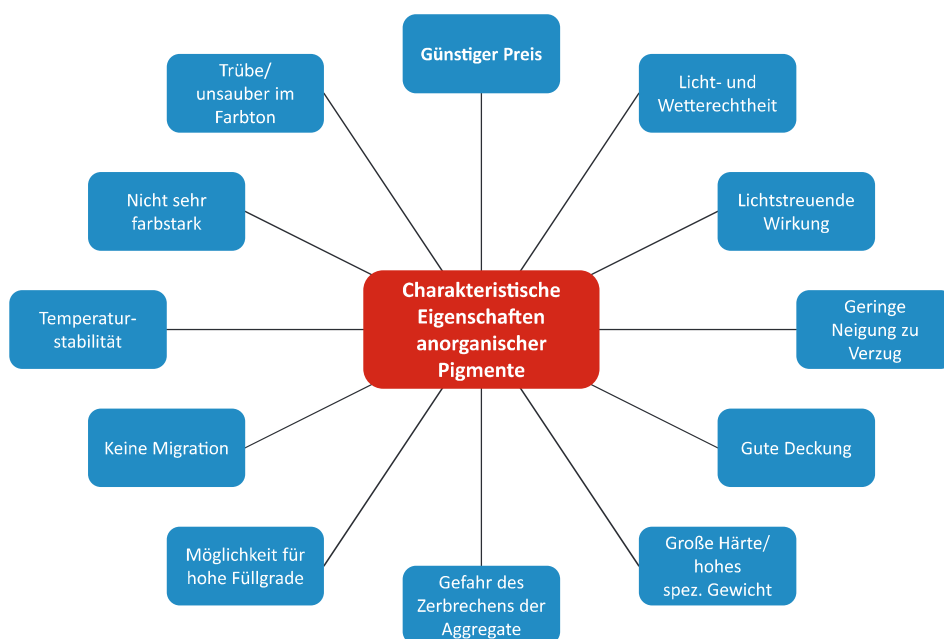 Günstiger Preis
Trübe/
unsauber im
Farbton
Licht- und
Wetterechtheit
Nicht sehr
farbstark
Lichtstreuende
Wirkung
Charakteristische
Eigenschaften
anorganischer
Pigmente
Temperatur-
stabilität
Geringe
Neigung zu
Verzug
Keine Migration
Gute Deckung
Möglichkeit für
hohe Füllgrade
Gefahr des
Zerbrechens der
Aggregate
Große Härte/
hohes
spez. Gewicht